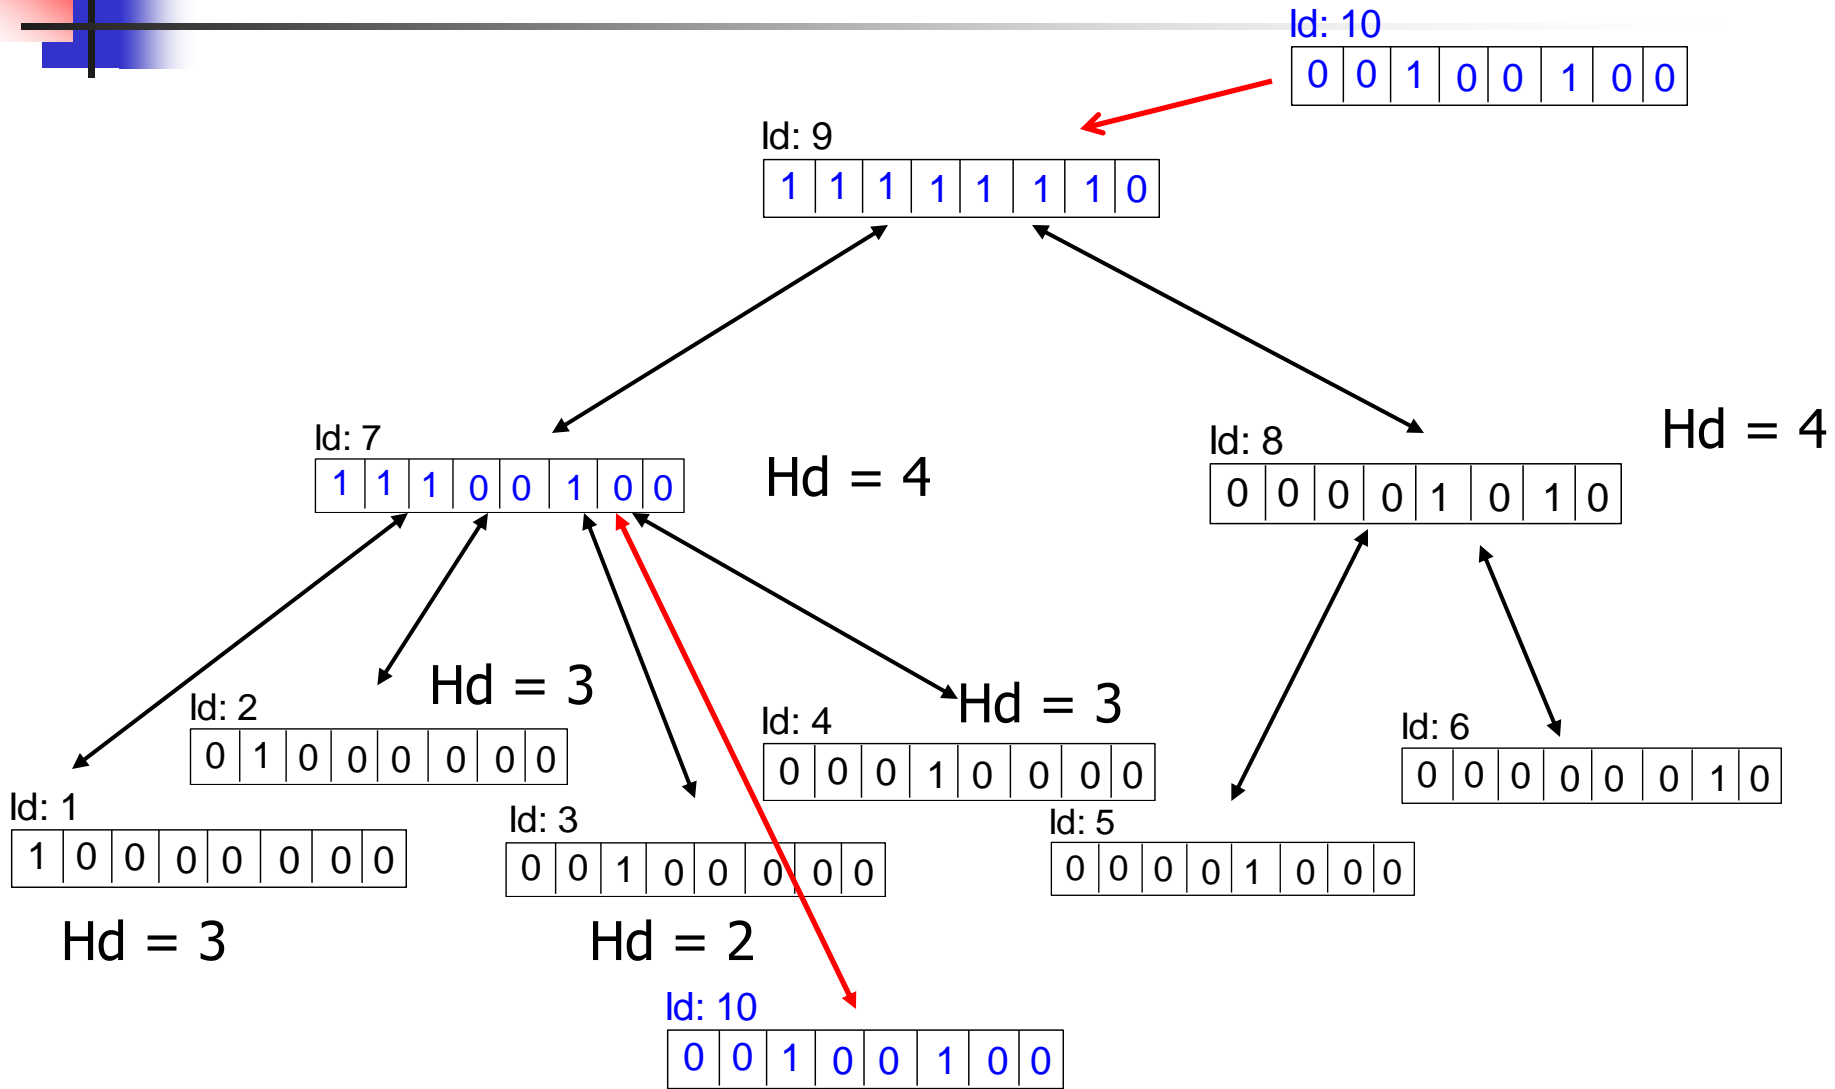 Id: 10
0 0 1 0 0 1 0 0
Id: 9
1 1 1 1 1 1 1 0
Id: 7
1 1 1 0 0 1 0 0
Hd = 4
Id: 8
0 0 0 0 1 0 1 0
Hd = 4
Id: 2
0 1 0 0 0 0 0 0
Hd = 3
Id: 4
0 0 0 1 0 0 0 0
Hd = 3
Id: 6
0 0 0 0 0 0 1 0
Id: 1
1 0 0 0 0 0 0 0
Hd = 3
Id: 3
0 0 1 0 0 0 0 0
Hd = 2
Id: 5
0 0 0 0 1 0 0 0
Id: 10
0 0 1 0 0 1 0 0